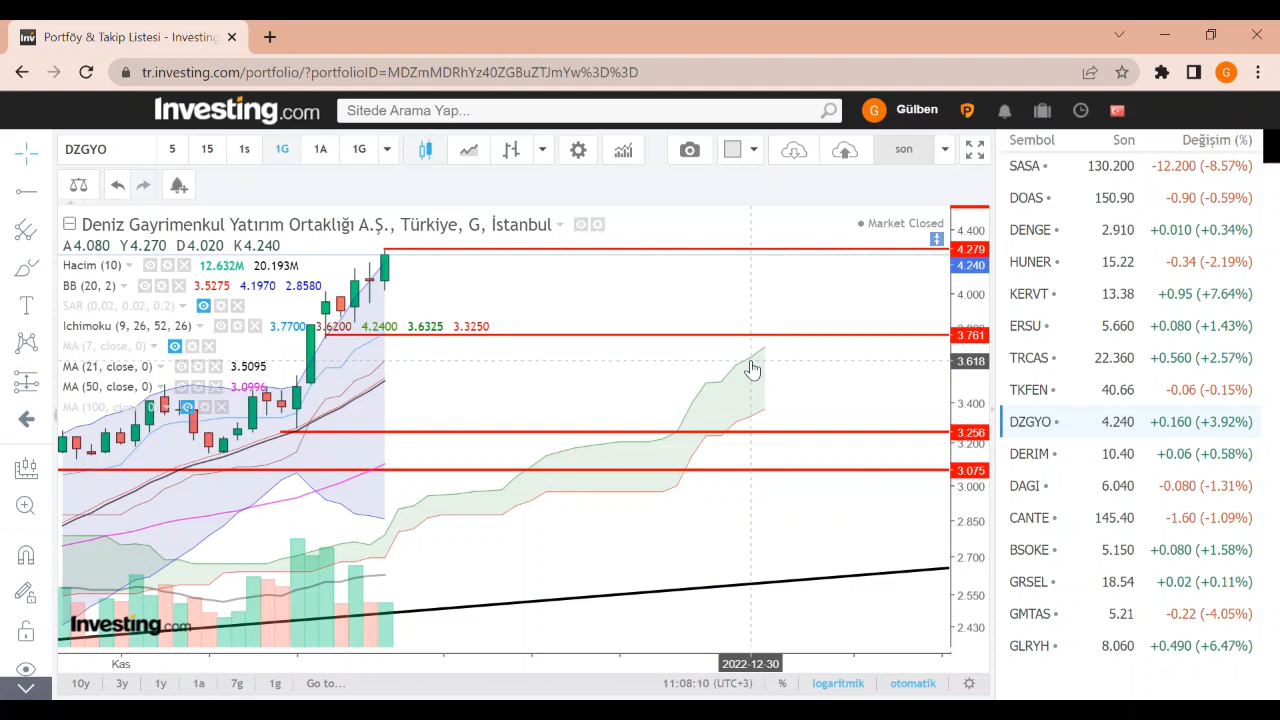 Portföy & Takip Listesi - Investing
tr.investing.com/portfolio/?portfolioID=MDZmMDRhYz40ZGBuZTJmYw%3D%3D
G
Investing.com
Sitede Arama Yap...
G
Gülben
DZGYO
5
15
1s
1G
1A
1G
son
Deniz Gayrimenkul Yatırım Ortaklığı A.Ş., Türkiye, G, İstanbul
Market Closed
A4.080 Y4.270 D4.020 K4.240
Hacim (10) 12.632M 20.193M
BB (20, 2) 3.5275 4.1970 2.8580
SAR (0.02, 0.02, 0.2)
Ichimoku (9, 26, 52, 26) 3.7700 3.6200 4.2400 3.6325 3.3250
MA (7, close, 0)
MA (21, close, 0) 3.5095
MA (50, close, 0) 3.0996
MA (100, close, 0)
4.400
4.279
4.240
4.000
3.761
3.618
3.400
3.256
3.200
3.075
3.000
2.850
2.700
2.550
2.430
Investing.com
Kas
2022-12-30
10y 3y 1y 1a 7g 1g Go to...
11:08:10 (UTC+3) % logaritmik otomatik
Sembol Son Değişim (%)
SASA 130.200 -12.200 (-8.57%)
DOAS 150.90 -0.90 (-0.59%)
DENGE 2.910 +0.010 (+0.34%)
HUNER 15.22 -0.34 (-2.19%)
KERVT 13.38 +0.95 (+7.64%)
ERSU 5.660 +0.080 (+1.43%)
TRCAS 22.360 +0.560 (+2.57%)
TKFEN 40.66 -0.06 (-0.15%)
DZGYO 4.240 +0.160 (+3.92%)
DERIM 10.40 +0.06 (+0.58%)
DAGI 6.040 -0.080 (-1.31%)
CANTE 145.40 -1.60 (-1.09%)
BSOKE 5.150 +0.080 (+1.58%)
GRSEL 18.54 +0.02 (+0.11%)
GMTAS 5.21 -0.22 (-4.05%)
GLRYH 8.060 +0.490 (+6.47%)